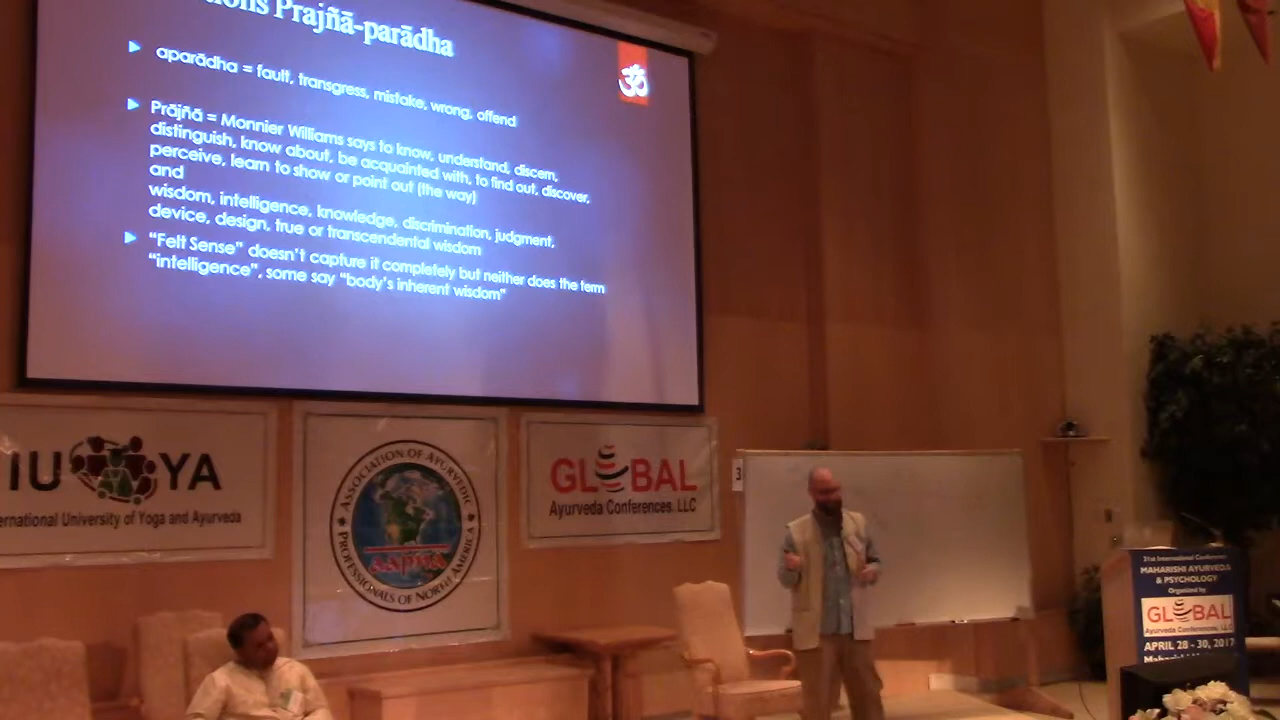 Prajñā-parādha
aparādha = fault, transgress, mistake, wrong, offend
Prājñā = Monnier Williams says to know, understand, discern,
distinguish, know about, be acquainted with, to find out, discover,
perceive, learn to show or point out (the way)
and
wisdom, intelligence, knowledge, discrimination, judgment,
device, design, true or transcendental wisdom
"Felt Sense" doesn't capture it completely but neither does the term
"intelligence", some say "body's inherent wisdom"
ॐ
IU YA
ernational University of Yoga and Ayurveda
ASSOCIATION OF AYURVEDIC
PROFESSIONALS OF NORTH AMERICA
AAPNA
GLOBAL
Ayurveda Conferences, LLC
3
31st International Conference
MAHARISHI AYURVEDA
& PSYCHOLOGY
Organized by
GLOBAL
Ayurveda Conferences, LLC
APRIL 28 - 30, 2017